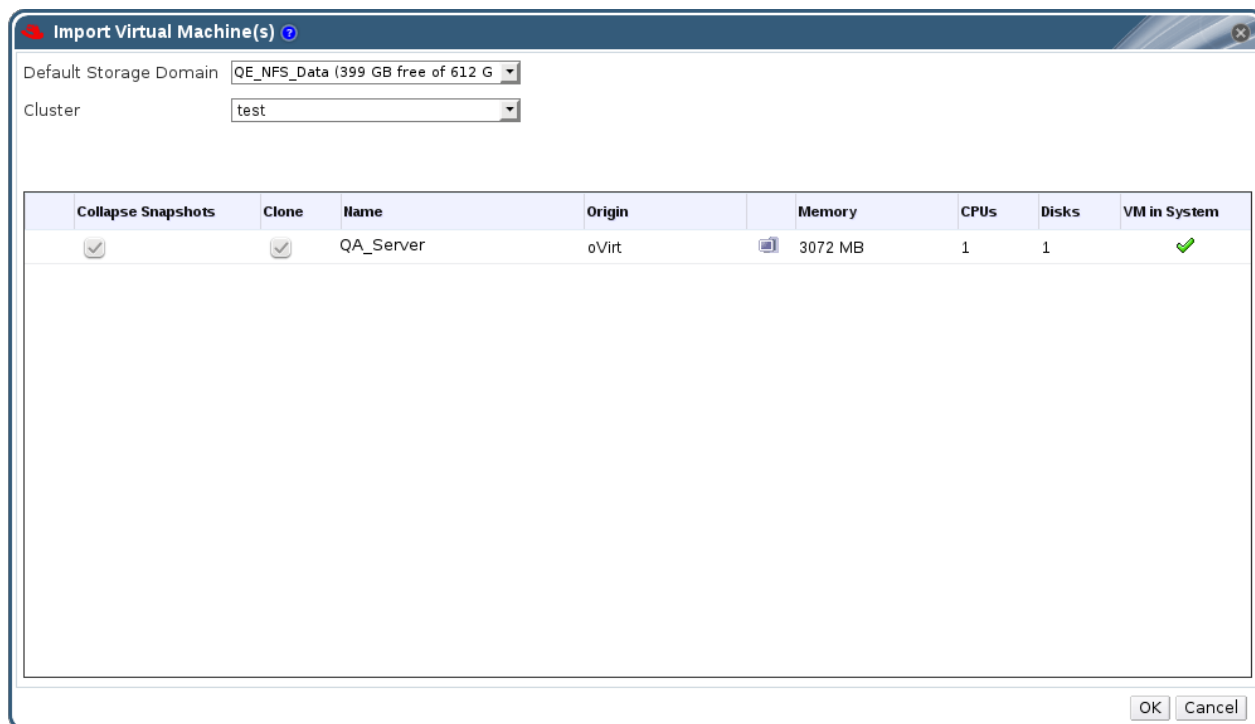 Import Virtual Machine(s) ?
Default Storage Domain QE_NFS_Data (399 GB free of 612 G
Cluster test
Collapse Snapshots Clone Name Origin Memory CPUs Disks VM in System
QA_Server oVirt 3072 MB 1 1
OK Cancel